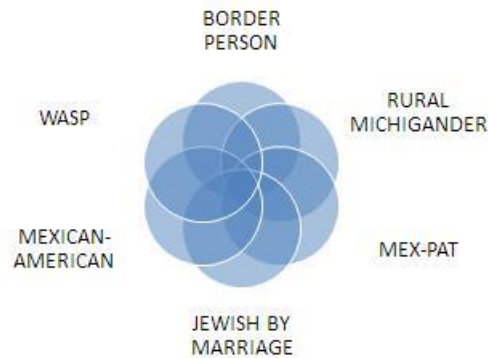 BORDER
PERSON
RURAL
MICHIGANDER
MEX-PAT
JEWISH BY
MARRIAGE
MEXICAN-
AMERICAN
WASP